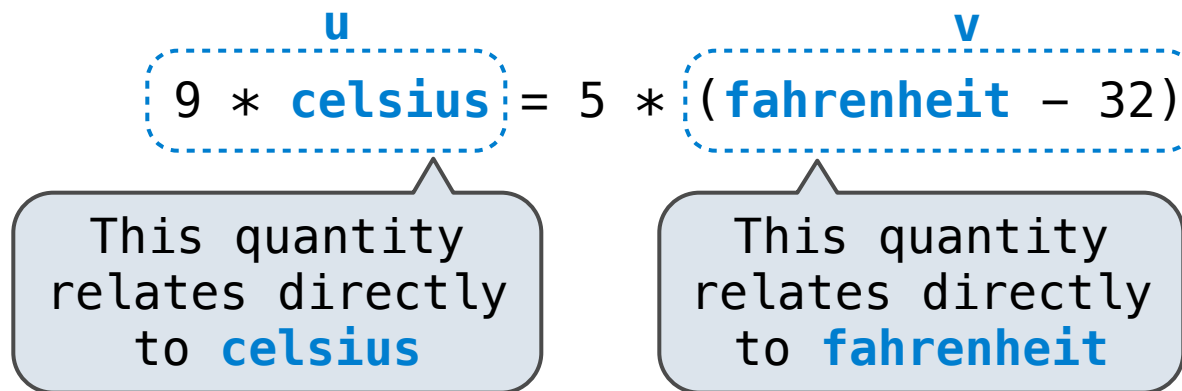 u v
9 * celsius = 5 * (fahrenheit - 32)
This quantity
relates directly
to celsius
This quantity
relates directly
to fahrenheit